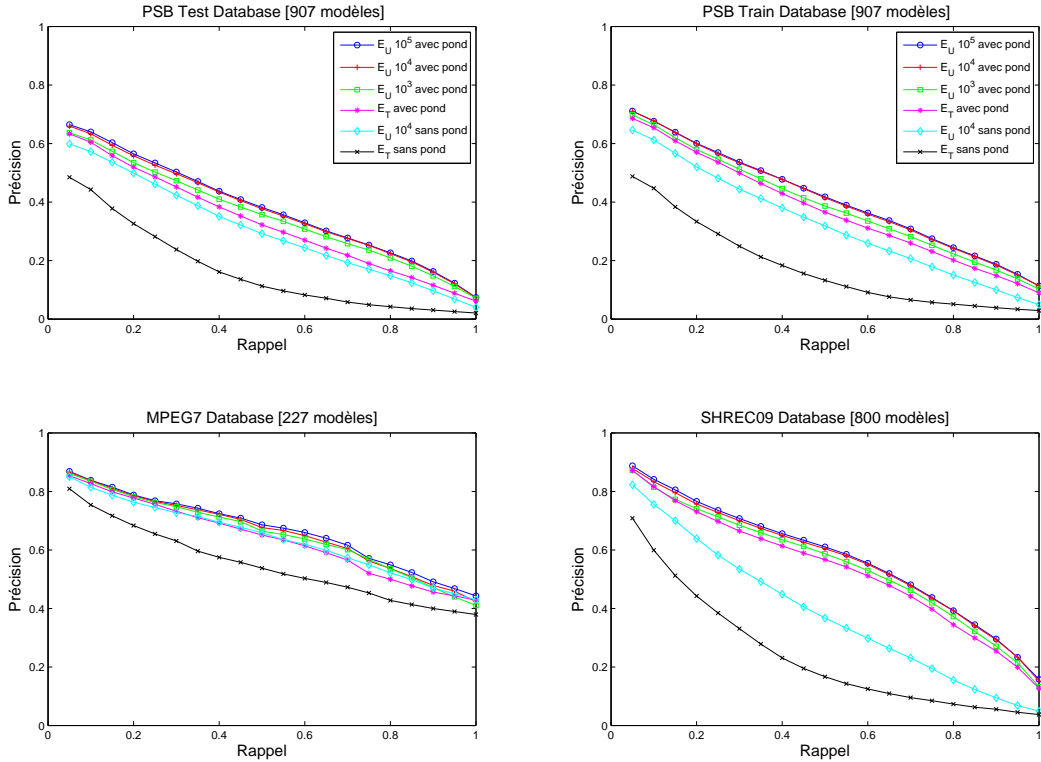 PSB Test Database [907 modèles]
1
0.8
0.6
0.4
0.2
0
Précision
0.2
0.4
0.6
0.8
1
Rappel
E_U 10^5 avec pond
E_U 10^4 avec pond
E_U 10^3 avec pond
E_T avec pond
E_U 10^4 sans pond
E_T sans pond
PSB Train Database [907 modèles]
1
0.8
0.6
0.4
0.2
0
Précision
0
0.2
0.4
0.6
0.8
1
Rappel
E_U 10^5 avec pond
E_U 10^4 avec pond
E_U 10^3 avec pond
E_T avec pond
E_U 10^4 sans pond
E_T sans pond
MPEG7 Database [227 modèles]
1
0.8
0.6
0.4
0.2
0
Précision
0
0.2
0.4
0.6
0.8
1
Rappel
SHREC09 Database [800 modèles]
1
0.8
0.6
0.4
0.2
0
Précision
0
0.2
0.4
0.6
0.8
1
Rappel